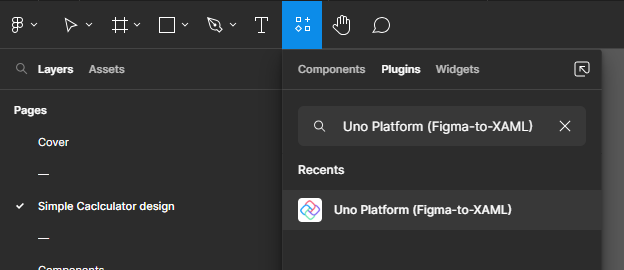 T
Layers Assets
Components Plugins Widgets
Pages
Uno Platform (Figma-to-XAML)
Cover
—
Recents
Simple Caclculator design
Uno Platform (Figma-to-XAML)
—
Components